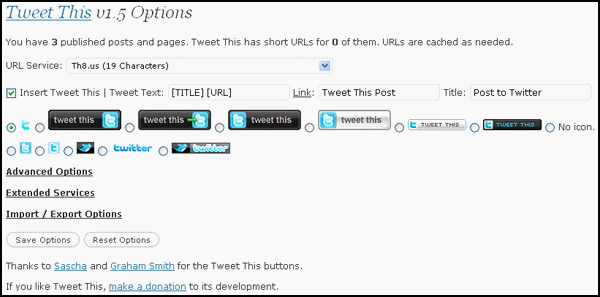 Tweet This v1.5 Options
You have 3 published posts and pages. Tweet This has short URLs for 0 of them. URLs are cached as needed.
URL Service: Th8.us (19 Characters)
Insert Tweet This | Tweet Text: [TITLE] [URL] Link: Tweet This Post Title: Post to Twitter
t tweet this t tweet this t tweet this t t tweet this t TWEET THIS t TWEET THIS No icon.
t t twitter twitter
Advanced Options
Extended Services
Import / Export Options
Save Options Reset Options
Thanks to Sascha and Graham Smith for the Tweet This buttons.
If you like Tweet This, make a donation to its development.